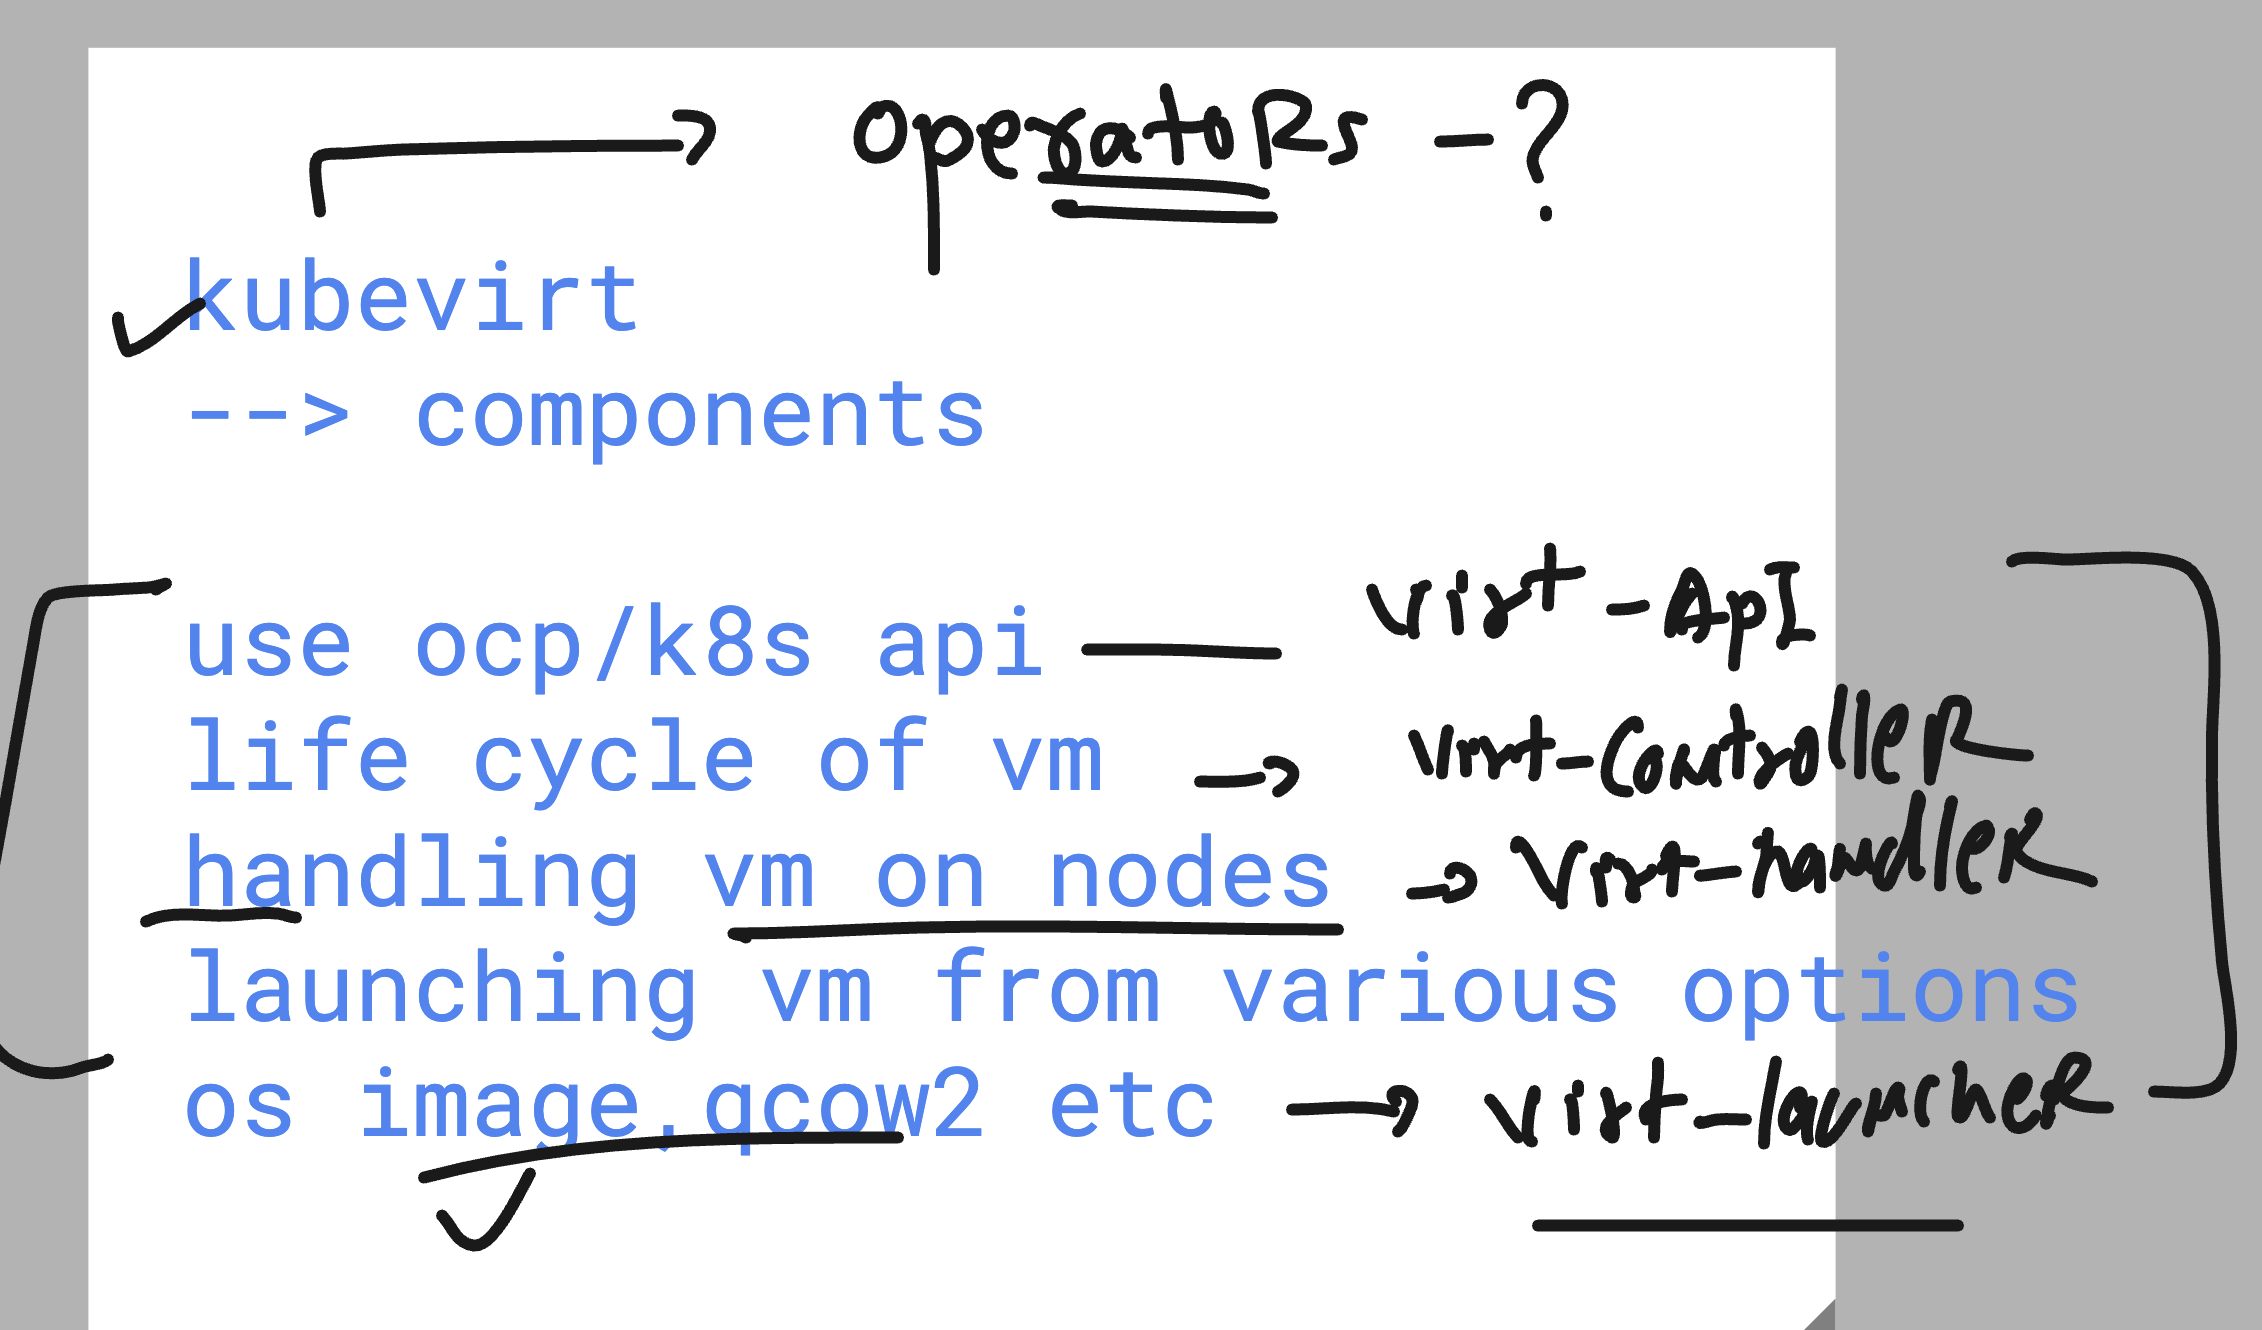 operatoRs - ?
kubevirt
--> components
use ocp/k8s api — virt-ApI
life cycle of vm → virt-controlleR
handling vm on nodes → virt-handleR
launching vm from various options
os image,qcow2 etc → virt-launcheR